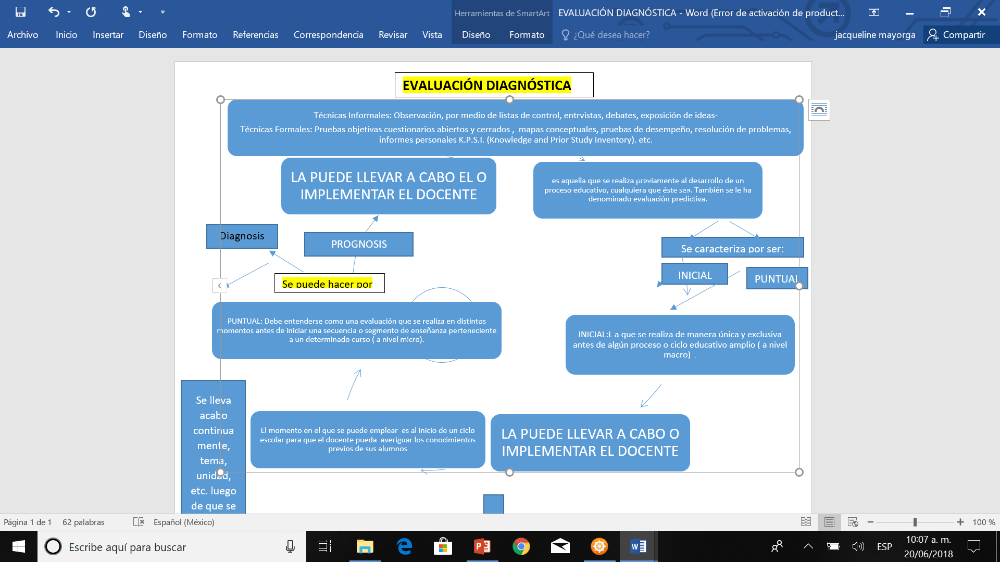 Herramientas de SmartArt
EVALUACIÓN DIAGNÓSTICA - Word (Error de activación de product...
Archivo Inicio Insertar Diseño Formato Referencias Correspondencia Revisar Vista Diseño Formato ¿Qué desea hacer? jacqueline mayorga Compartir
EVALUACIÓN DIAGNÓSTICA
Técnicas Informales: Observación, por medio de listas de control, entrvistas, debates, exposición de ideas-
Técnicas Formales: Pruebas objetivas cuestionarios abiertos y cerrados , mapas conceptuales, pruebas de desempeño, resolución de problemas,
informes personales K.P.S.I. (Knowledge and Prior Study Inventory). etc.
LA PUEDE LLEVAR A CABO EL O
IMPLEMENTAR EL DOCENTE
es aquella que se realiza previamente al desarrollo de un
proceso educativo, cualquiera que éste sea. También se le ha
denominado evaluación predictiva.
Diagnosis
PROGNOSIS
Se caracteriza por ser:
INICIAL
PUNTUAL
Se puede hacer por
PUNTUAL: Debe entenderse como una evaluación que se realiza en distintos
momentos antes de iniciar una secuencia o segmento de enseñanza perteneciente
a un determinado curso ( a nivel micro).
INICIAL:L a que se realiza de manera única y exclusiva
antes de algún proceso o ciclo educativo amplio ( a nivel
macro) .
Se lleva
acabo
continua
mente,
tema,
unidad,
etc. luego
de que se
El momento en el que se puede emplear es al inicio de un ciclo
escolar para que el docente pueda averiguar los conocimientos
previos de sus alumnos
LA PUEDE LLEVAR A CABO O
IMPLEMENTAR EL DOCENTE
Página 1 de 1 62 palabras Español (México) 100 %
Escribe aquí para buscar
ESP
10:07 a. m.
20/06/2018